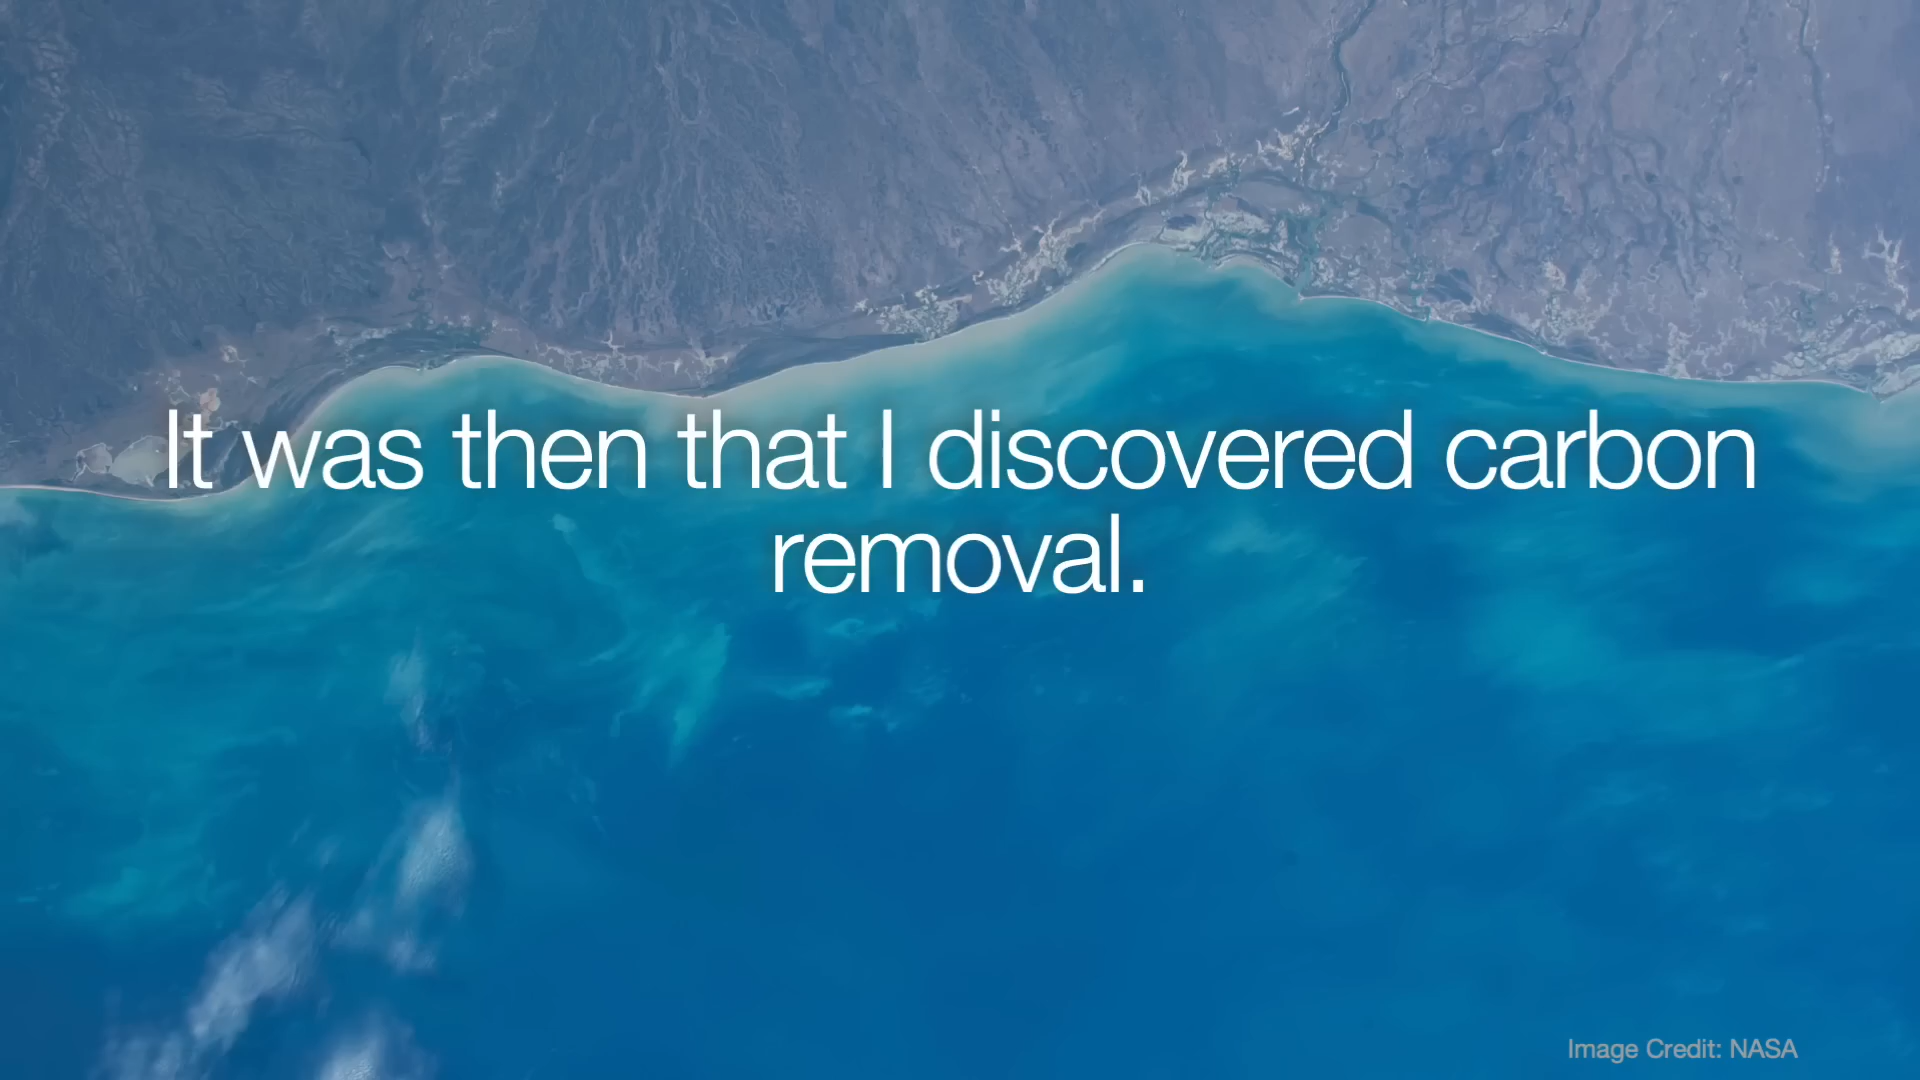 It was then that I discovered carbon
removal.
Image Credit: NASA